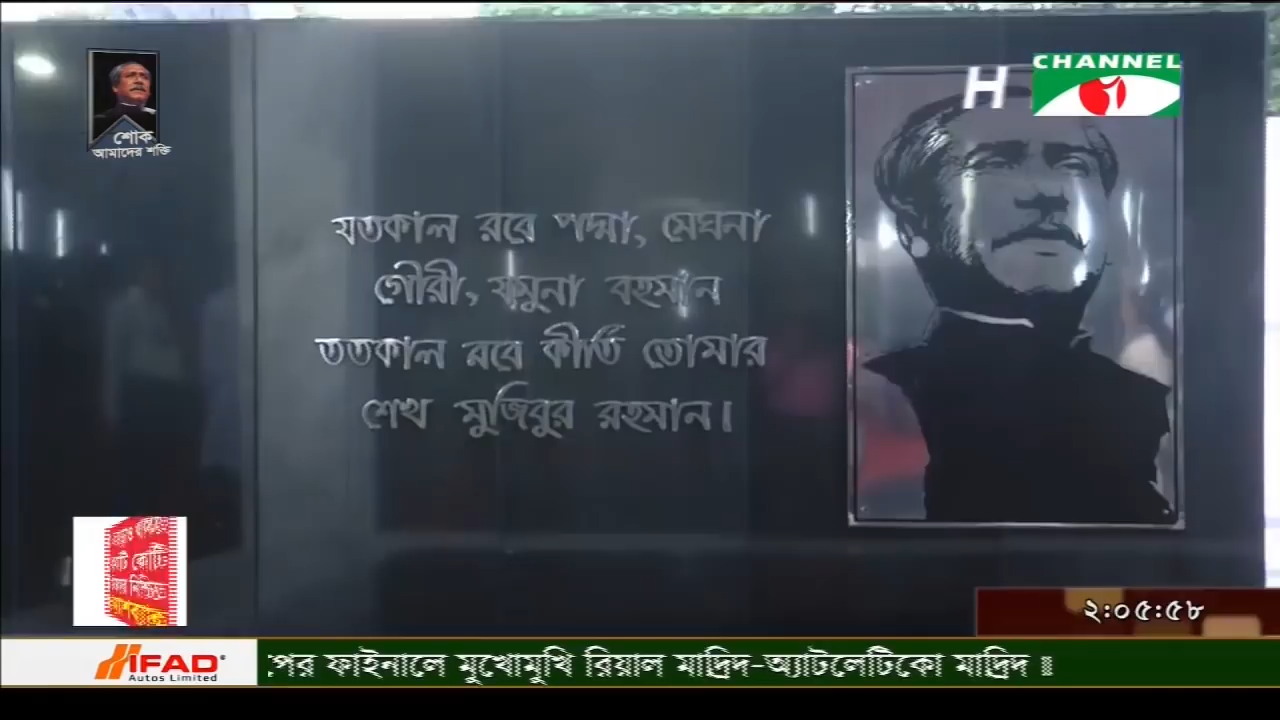 CHANNEL
H
শোক
আমাদের শক্তি
যতকাল রবে পদ্মা, মেঘনা
গৌরী, যমুনা বহমান
ততকাল রবে কীর্তি তোমার
শেখ মুজিবুর রহমান।
২:০৫:৫৮
IFAD
Autos Limited
পর ফাইনালে মুখোমুখি রিয়াল মাদ্রিদ-অ্যাটলেটিকো মাদ্রিদ ॥